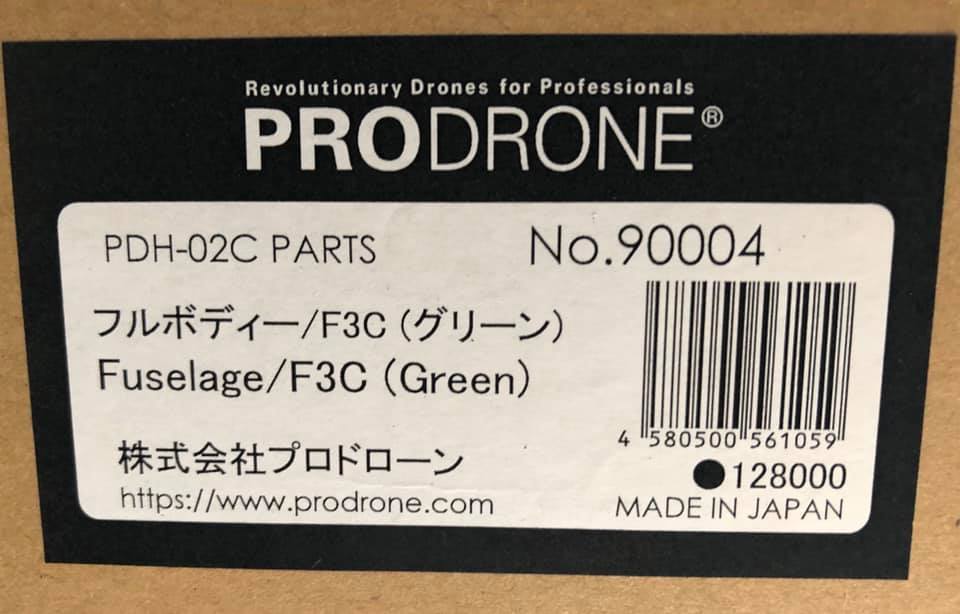 Revolutionary Drones for Professionals
PRODRONE®
PDH-02C PARTS
No.90004
フルボディー/F3C（グリーン）
Fuselage/F3C（Green）
4 580500 561059
株式会社プロドローン
●128000
https://www.prodrone.com
MADE IN JAPAN